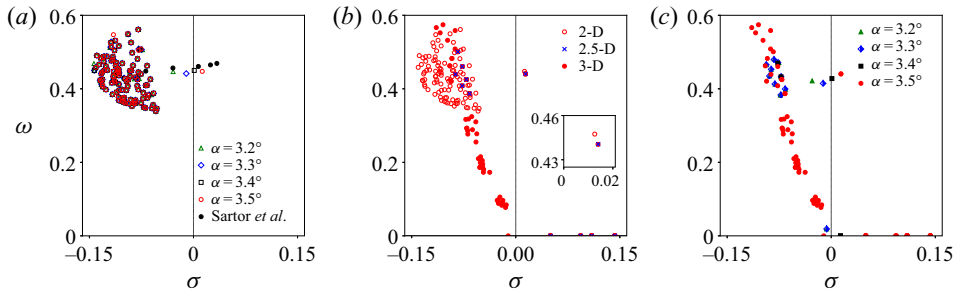 (a)
0.6
0.4
ω
0.2
0
−0.15
0
0.15
σ
α = 3.2°
α = 3.3°
α = 3.4°
α = 3.5°
Sartor et al.
(b)
0.6
0.4
0.2
0
−0.15
0
0.15
σ
2-D
2.5-D
3-D
0.46
0.43
0
0.02
(c)
0.6
0.4
0.2
0
−0.15
0
0.15
σ
α = 3.2°
α = 3.3°
α = 3.4°
α = 3.5°